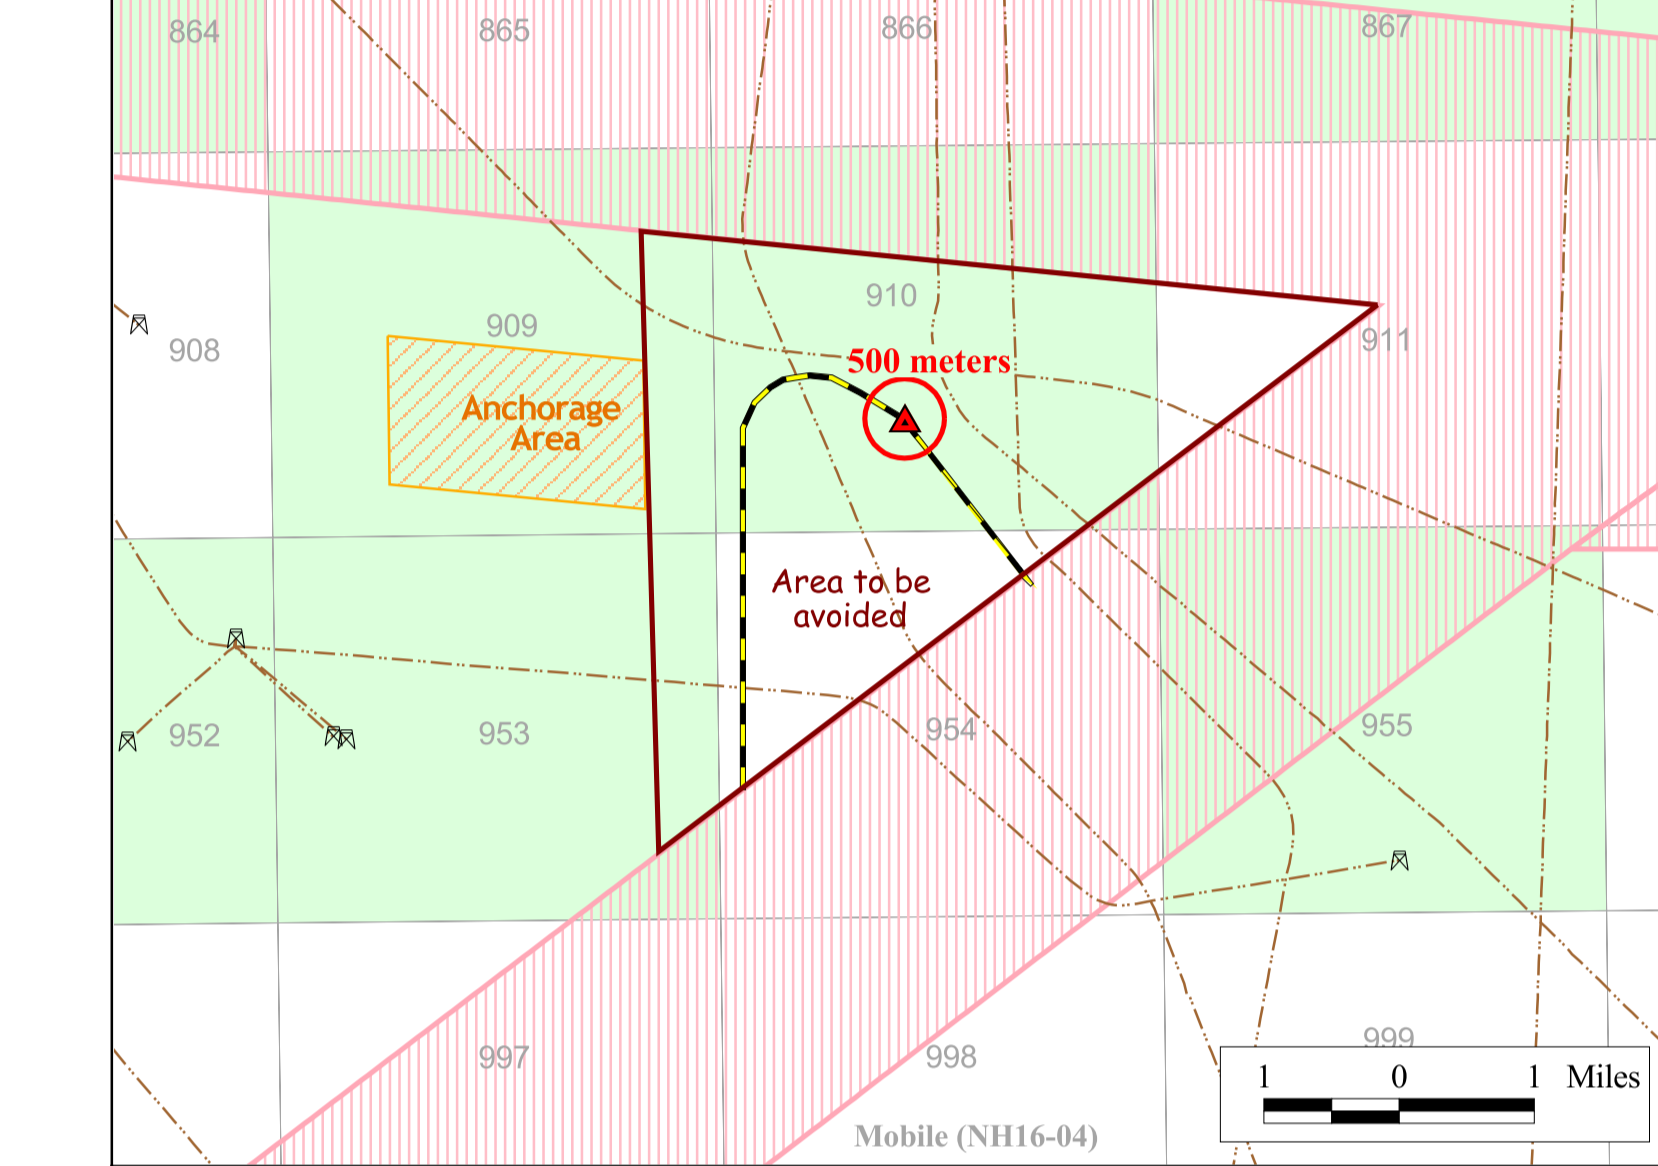 864
865
866
867
910
909
911
908
500 meters
Anchorage
Area
Area to be
avoided
952
953
954
955
997
998
999
1 0 1 Miles
Mobile (NH16-04)